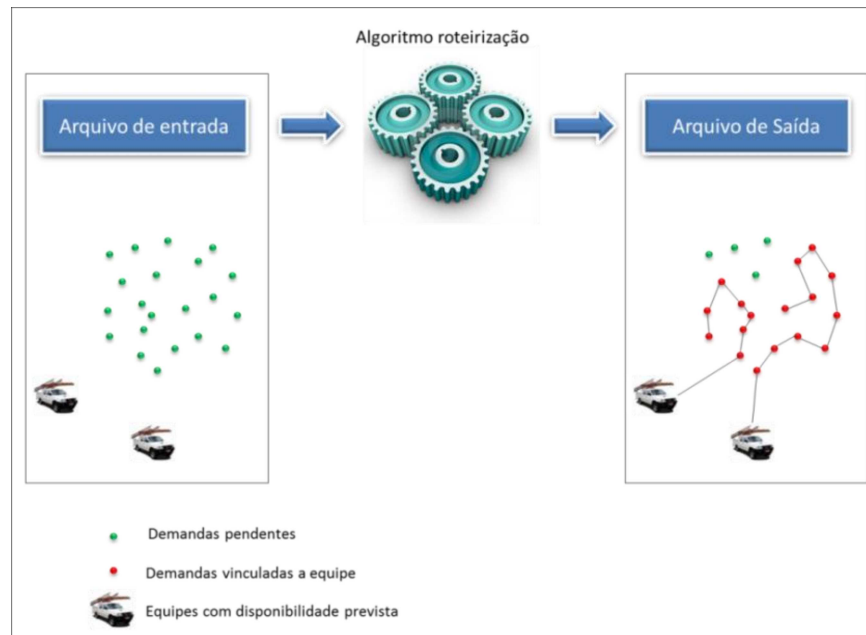 Algoritmo roteirização
Arquivo de entrada
Arquivo de Saída
Demandas pendentes
Demandas vinculadas a equipe
Equipes com disponibilidade prevista